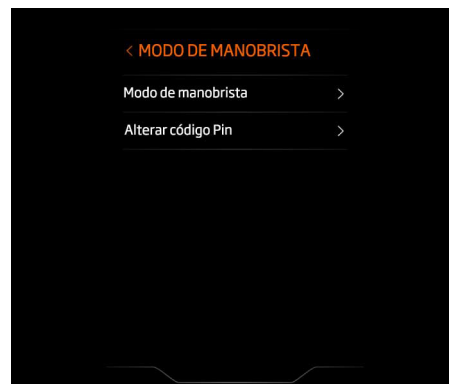 < MODO DE MANOBRISTA
Modo de manobrista >
Alterar código Pin >